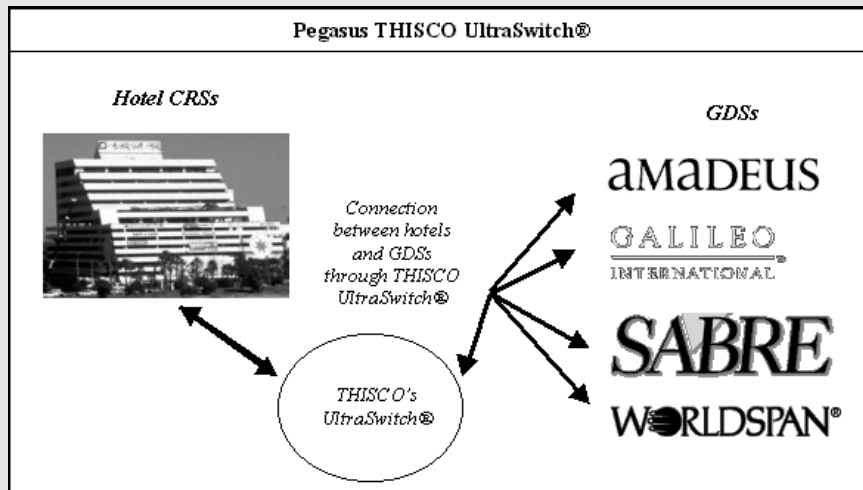 Pegasus THISCO UltraSwitch®
Hotel CRSs
GDSs
Connection
between hotels
and GDSs
through THISCO
UltraSwitch®
THISCO's
UltraSwitch®
aMaDEUS
GALILEO®
INTERNATIONAL
SABRE
WORLDSPAN®